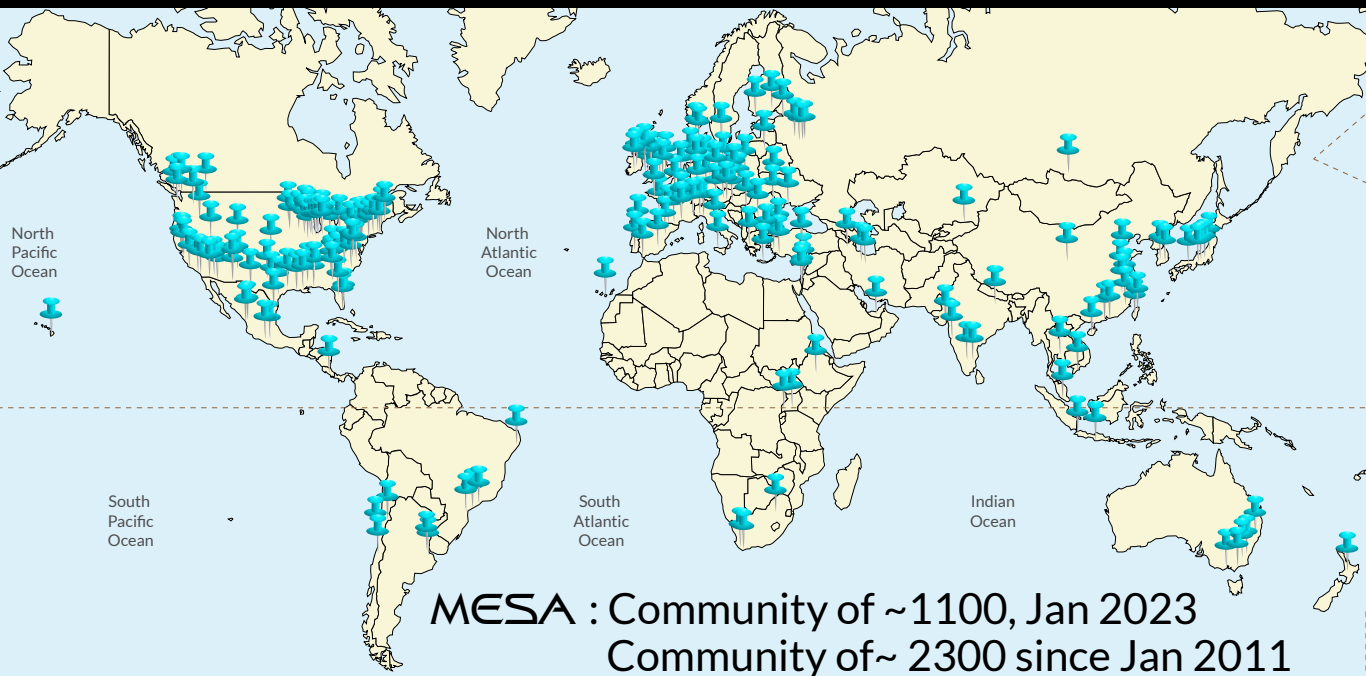 North
Pacific
Ocean
North
Atlantic
Ocean
South
Pacific
Ocean
South
Atlantic
Ocean
Indian
Ocean
MESA : Community of ~1100, Jan 2023
Community of~ 2300 since Jan 2011